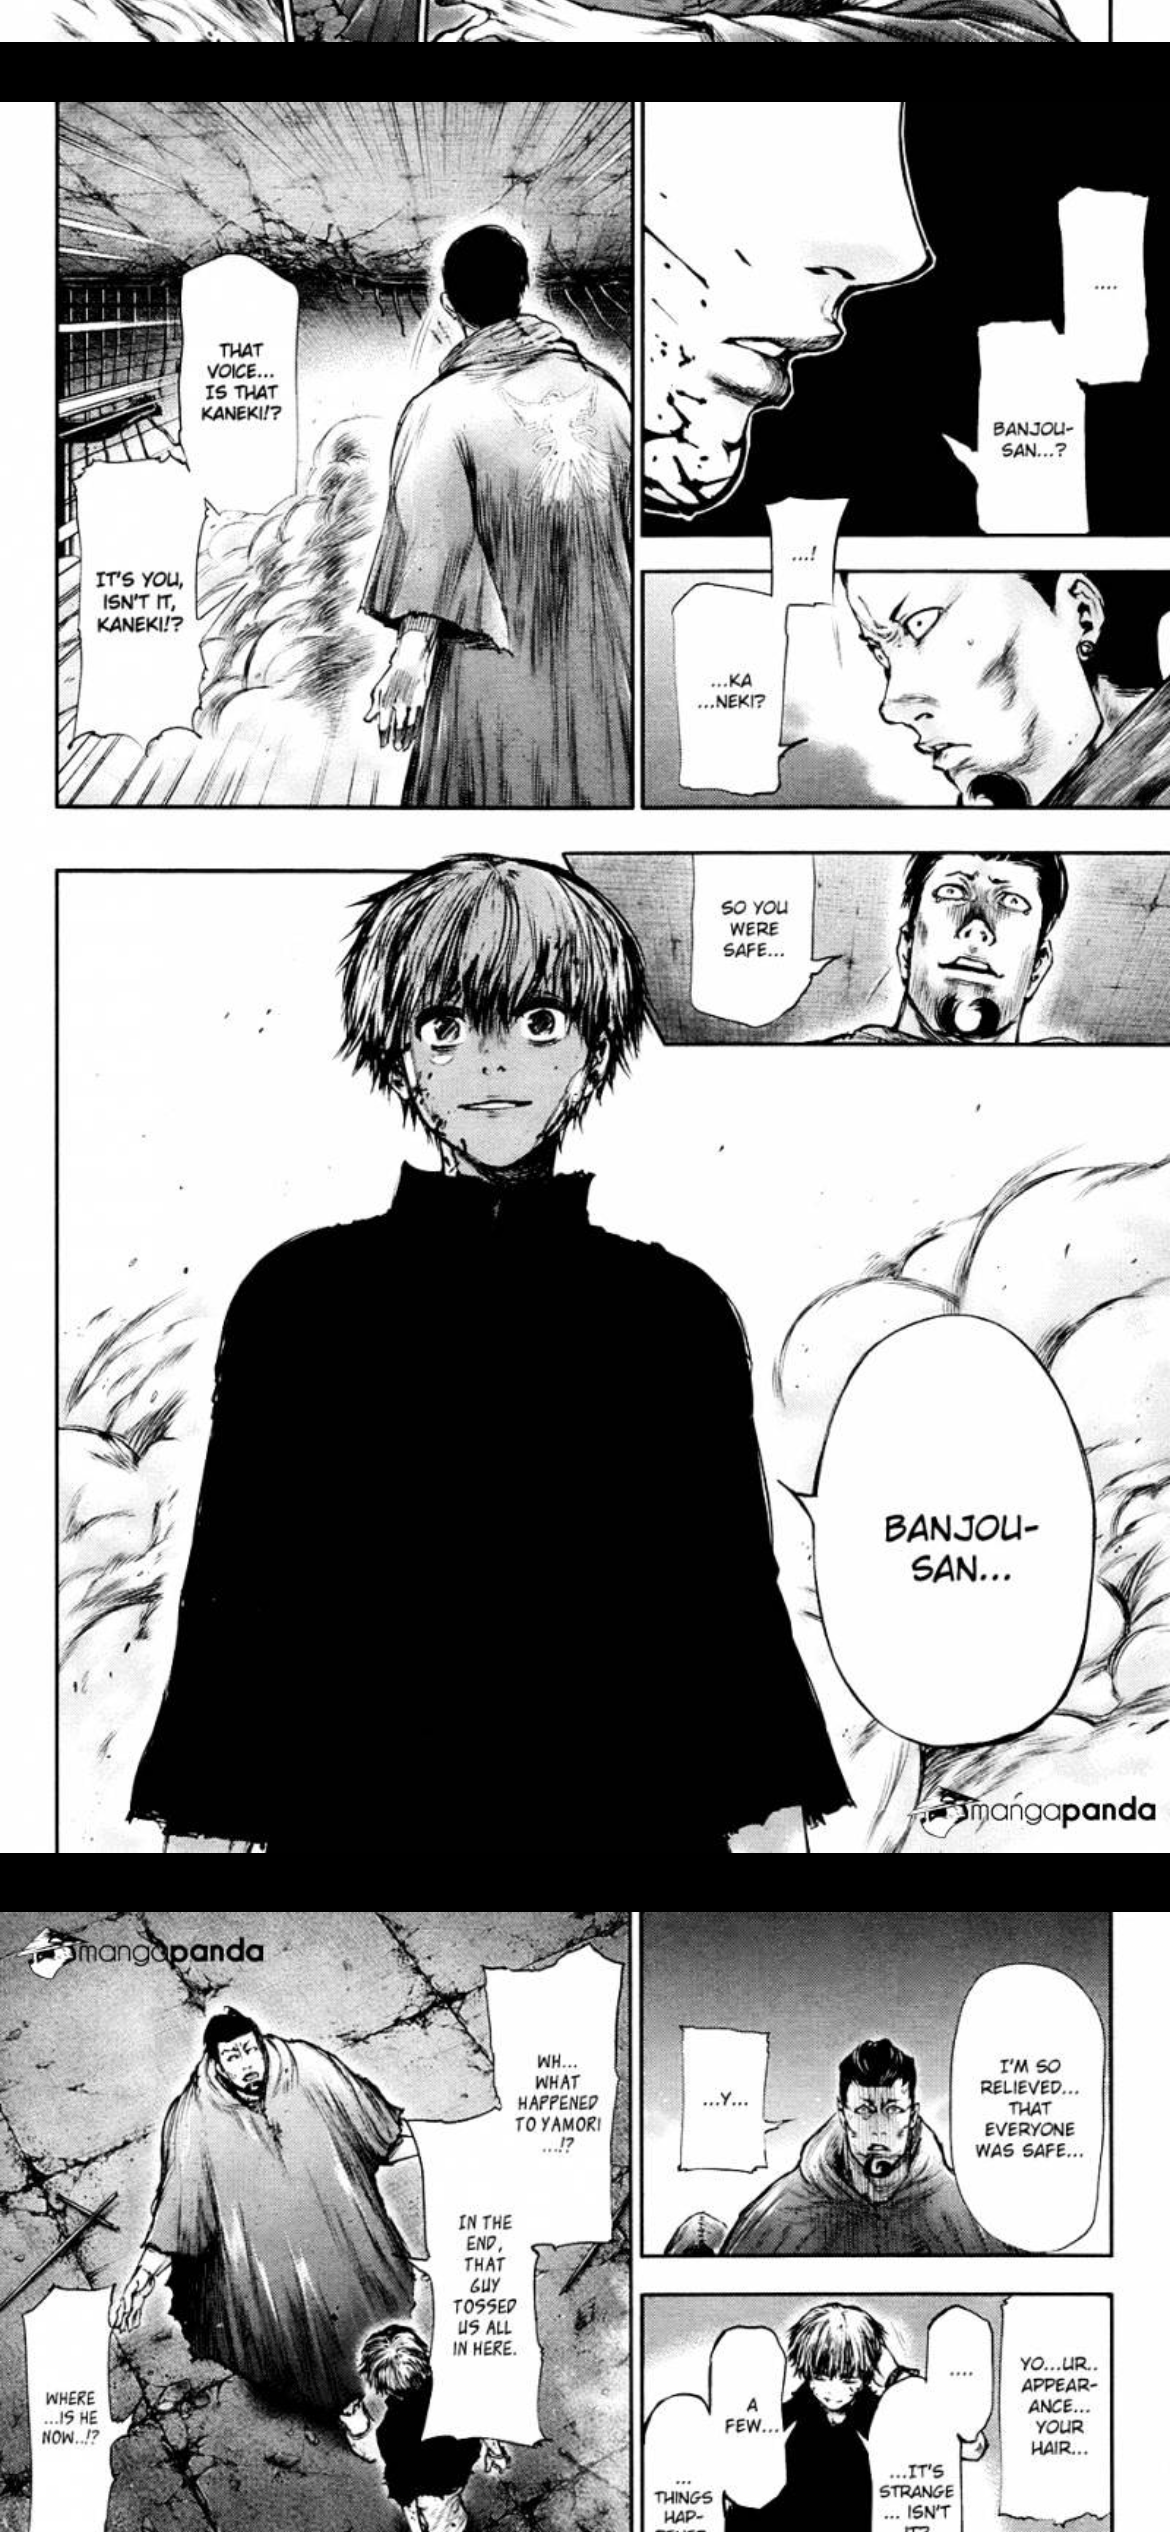 ....
BANJOU-
SAN...?
...!
...KA
...NEKI?
THAT
VOICE...
IS THAT
KANEKI!?
IT'S YOU,
ISN'T IT,
KANEKI!?
SO YOU
WERE
SAFE...
BANJOU-
SAN...
mangapanda
I'M SO
RELIEVED...
THAT
EVERYONE
WAS SAFE...
...Y...
YO...UR..
APPEAR-
ANCE...
YOUR
HAIR...
....
...IT'S
STRANGE
... ISN'T
A
FEW...
...
THINGS
HAP-
mangapanda
WH...
WHAT
HAPPENED
TO YAMORI
...!?
IN THE
END,
THAT
GUY
TOSSED
US ALL
IN HERE.
WHERE
...IS HE
NOW...!?